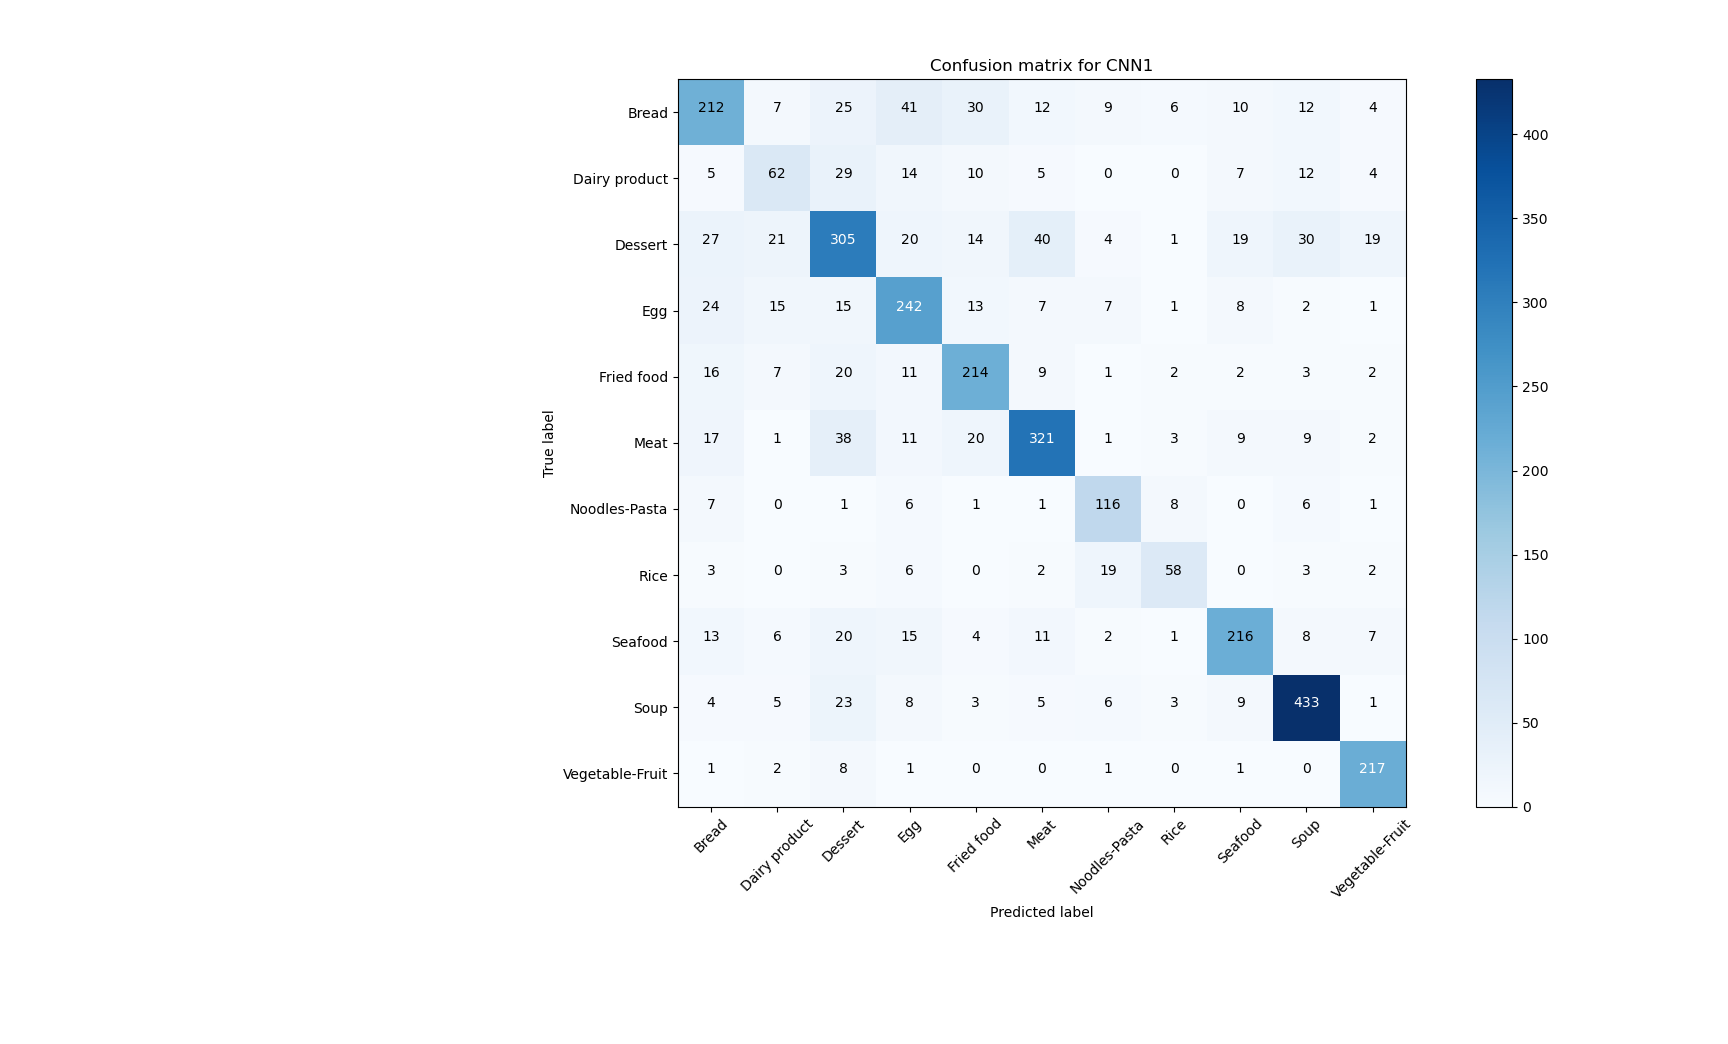 Confusion matrix for CNN1
Bread 212 7 25 41 30 12 9 6 10 12 4
Dairy product 5 62 29 14 10 5 0 0 7 12 4
Dessert 27 21 305 20 14 40 4 1 19 30 19
Egg 24 15 15 242 13 7 7 1 8 2 1
Fried food 16 7 20 11 214 9 1 2 2 3 2
Meat 17 1 38 11 20 321 1 3 9 9 2
Noodles-Pasta 7 0 1 6 1 1 116 8 0 6 1
Rice 3 0 3 6 0 2 19 58 0 3 2
Seafood 13 6 20 15 4 11 2 1 216 8 7
Soup 4 5 23 8 3 5 6 3 9 433 1
Vegetable-Fruit 1 2 8 1 0 0 1 0 1 0 217
True label
Bread Dairy product Dessert Egg Fried food Meat Noodles-Pasta Rice Seafood Soup Vegetable-Fruit
Predicted label
400
350
300
250
200
150
100
50
0